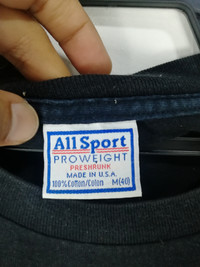 All Sport
PROWEIGHT
PRESHRUNK
MADE IN U.S.A.
100% Cotton/Coton M(40)